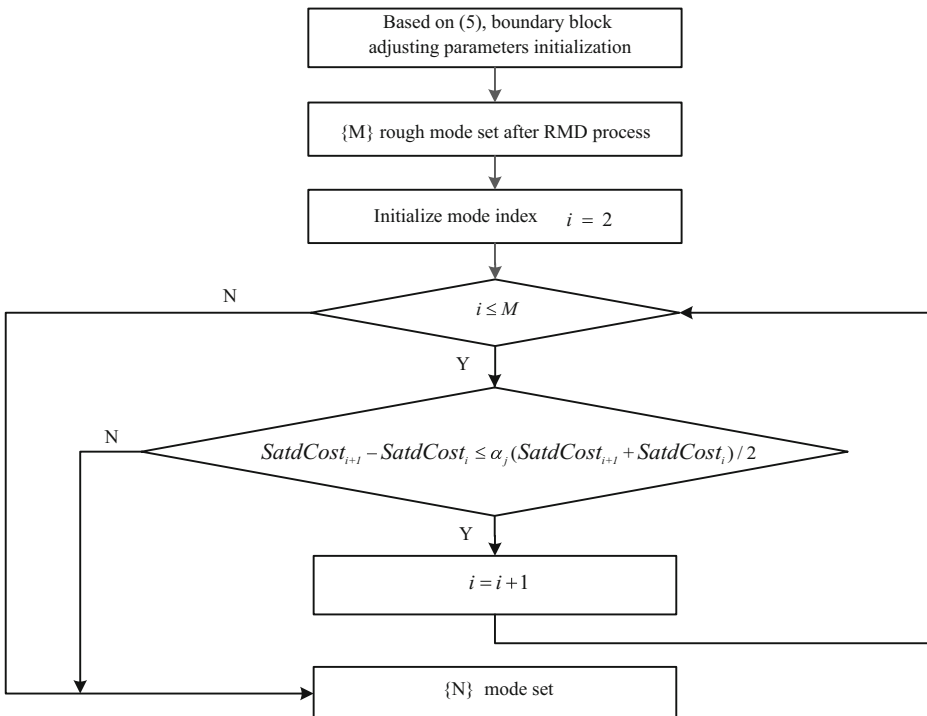 Based on (5), boundary block
adjusting parameters initialization
{M} rough mode set after RMD process
Initialize mode index i = 2
N
i ≤ M
Y
N
SatdCost_{i+1} − SatdCost_i ≤ α_j (SatdCost_{i+1} + SatdCost_i) / 2
Y
i = i + 1
{N} mode set